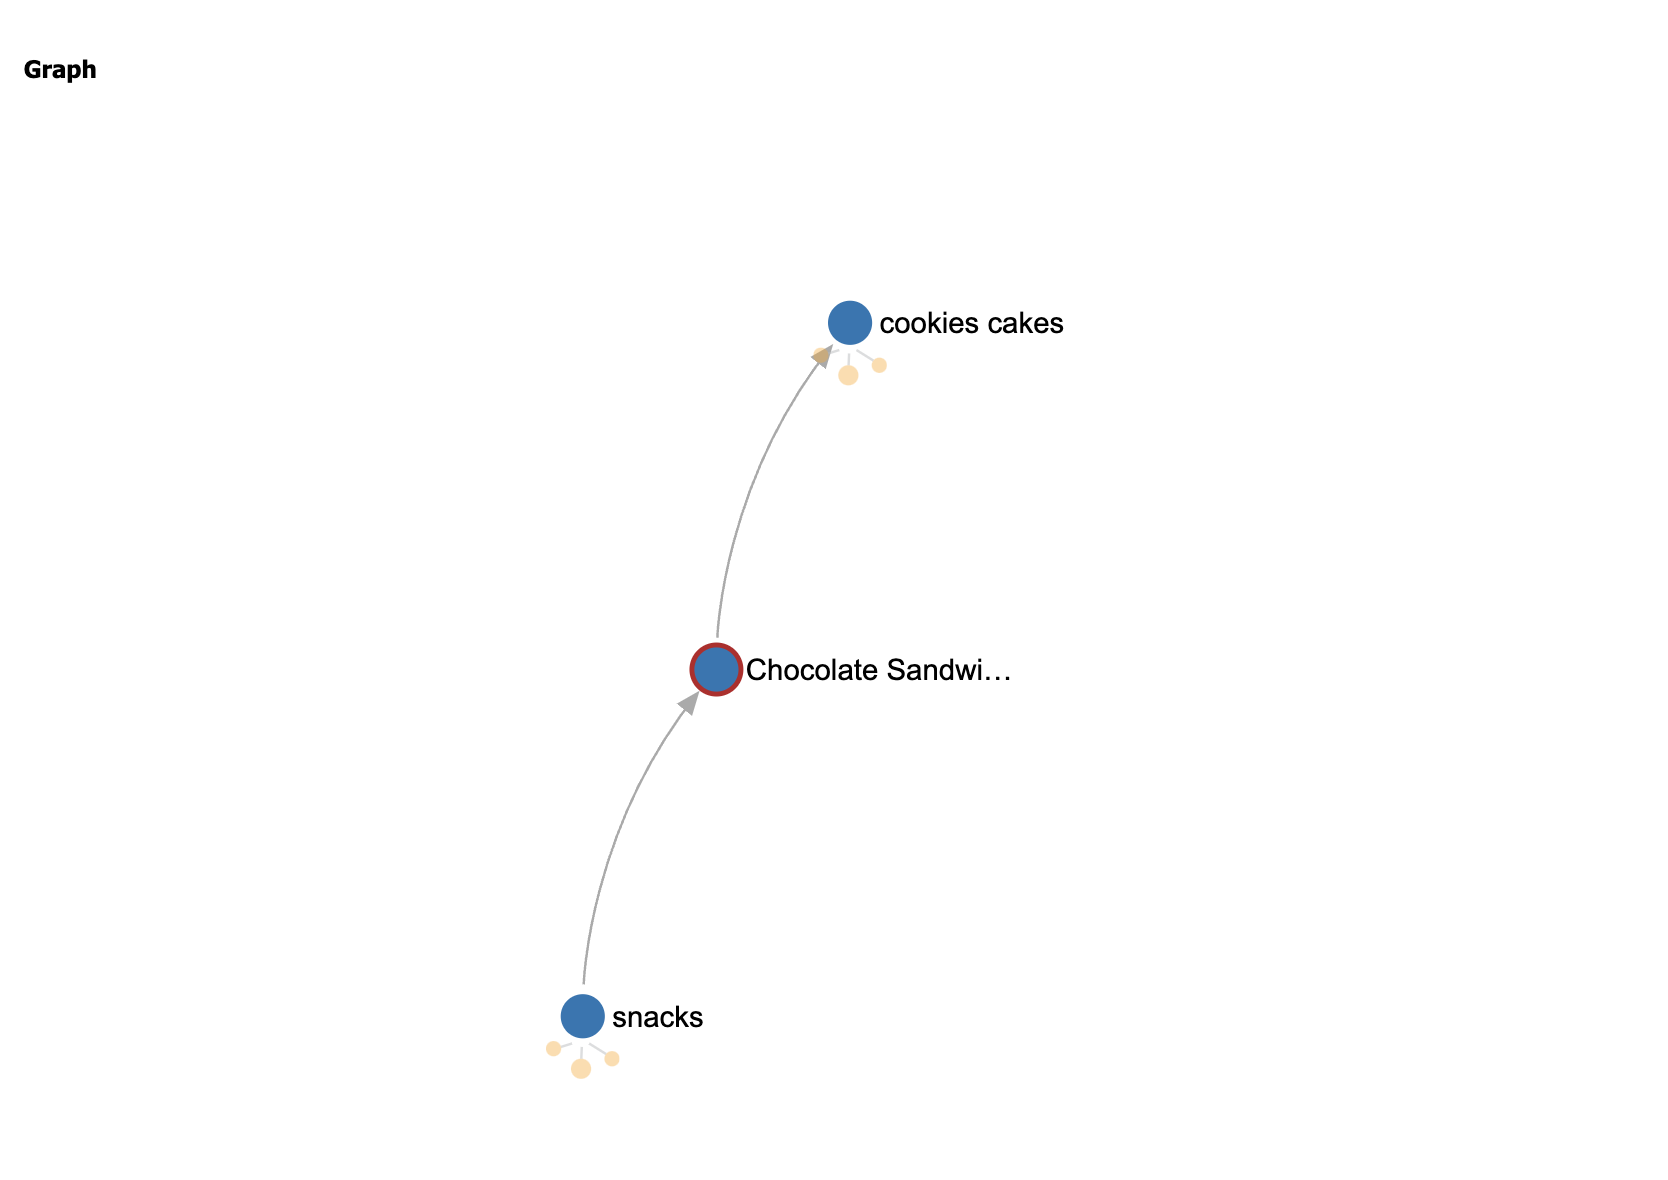 Graph
cookies cakes
Chocolate Sandwi…
snacks